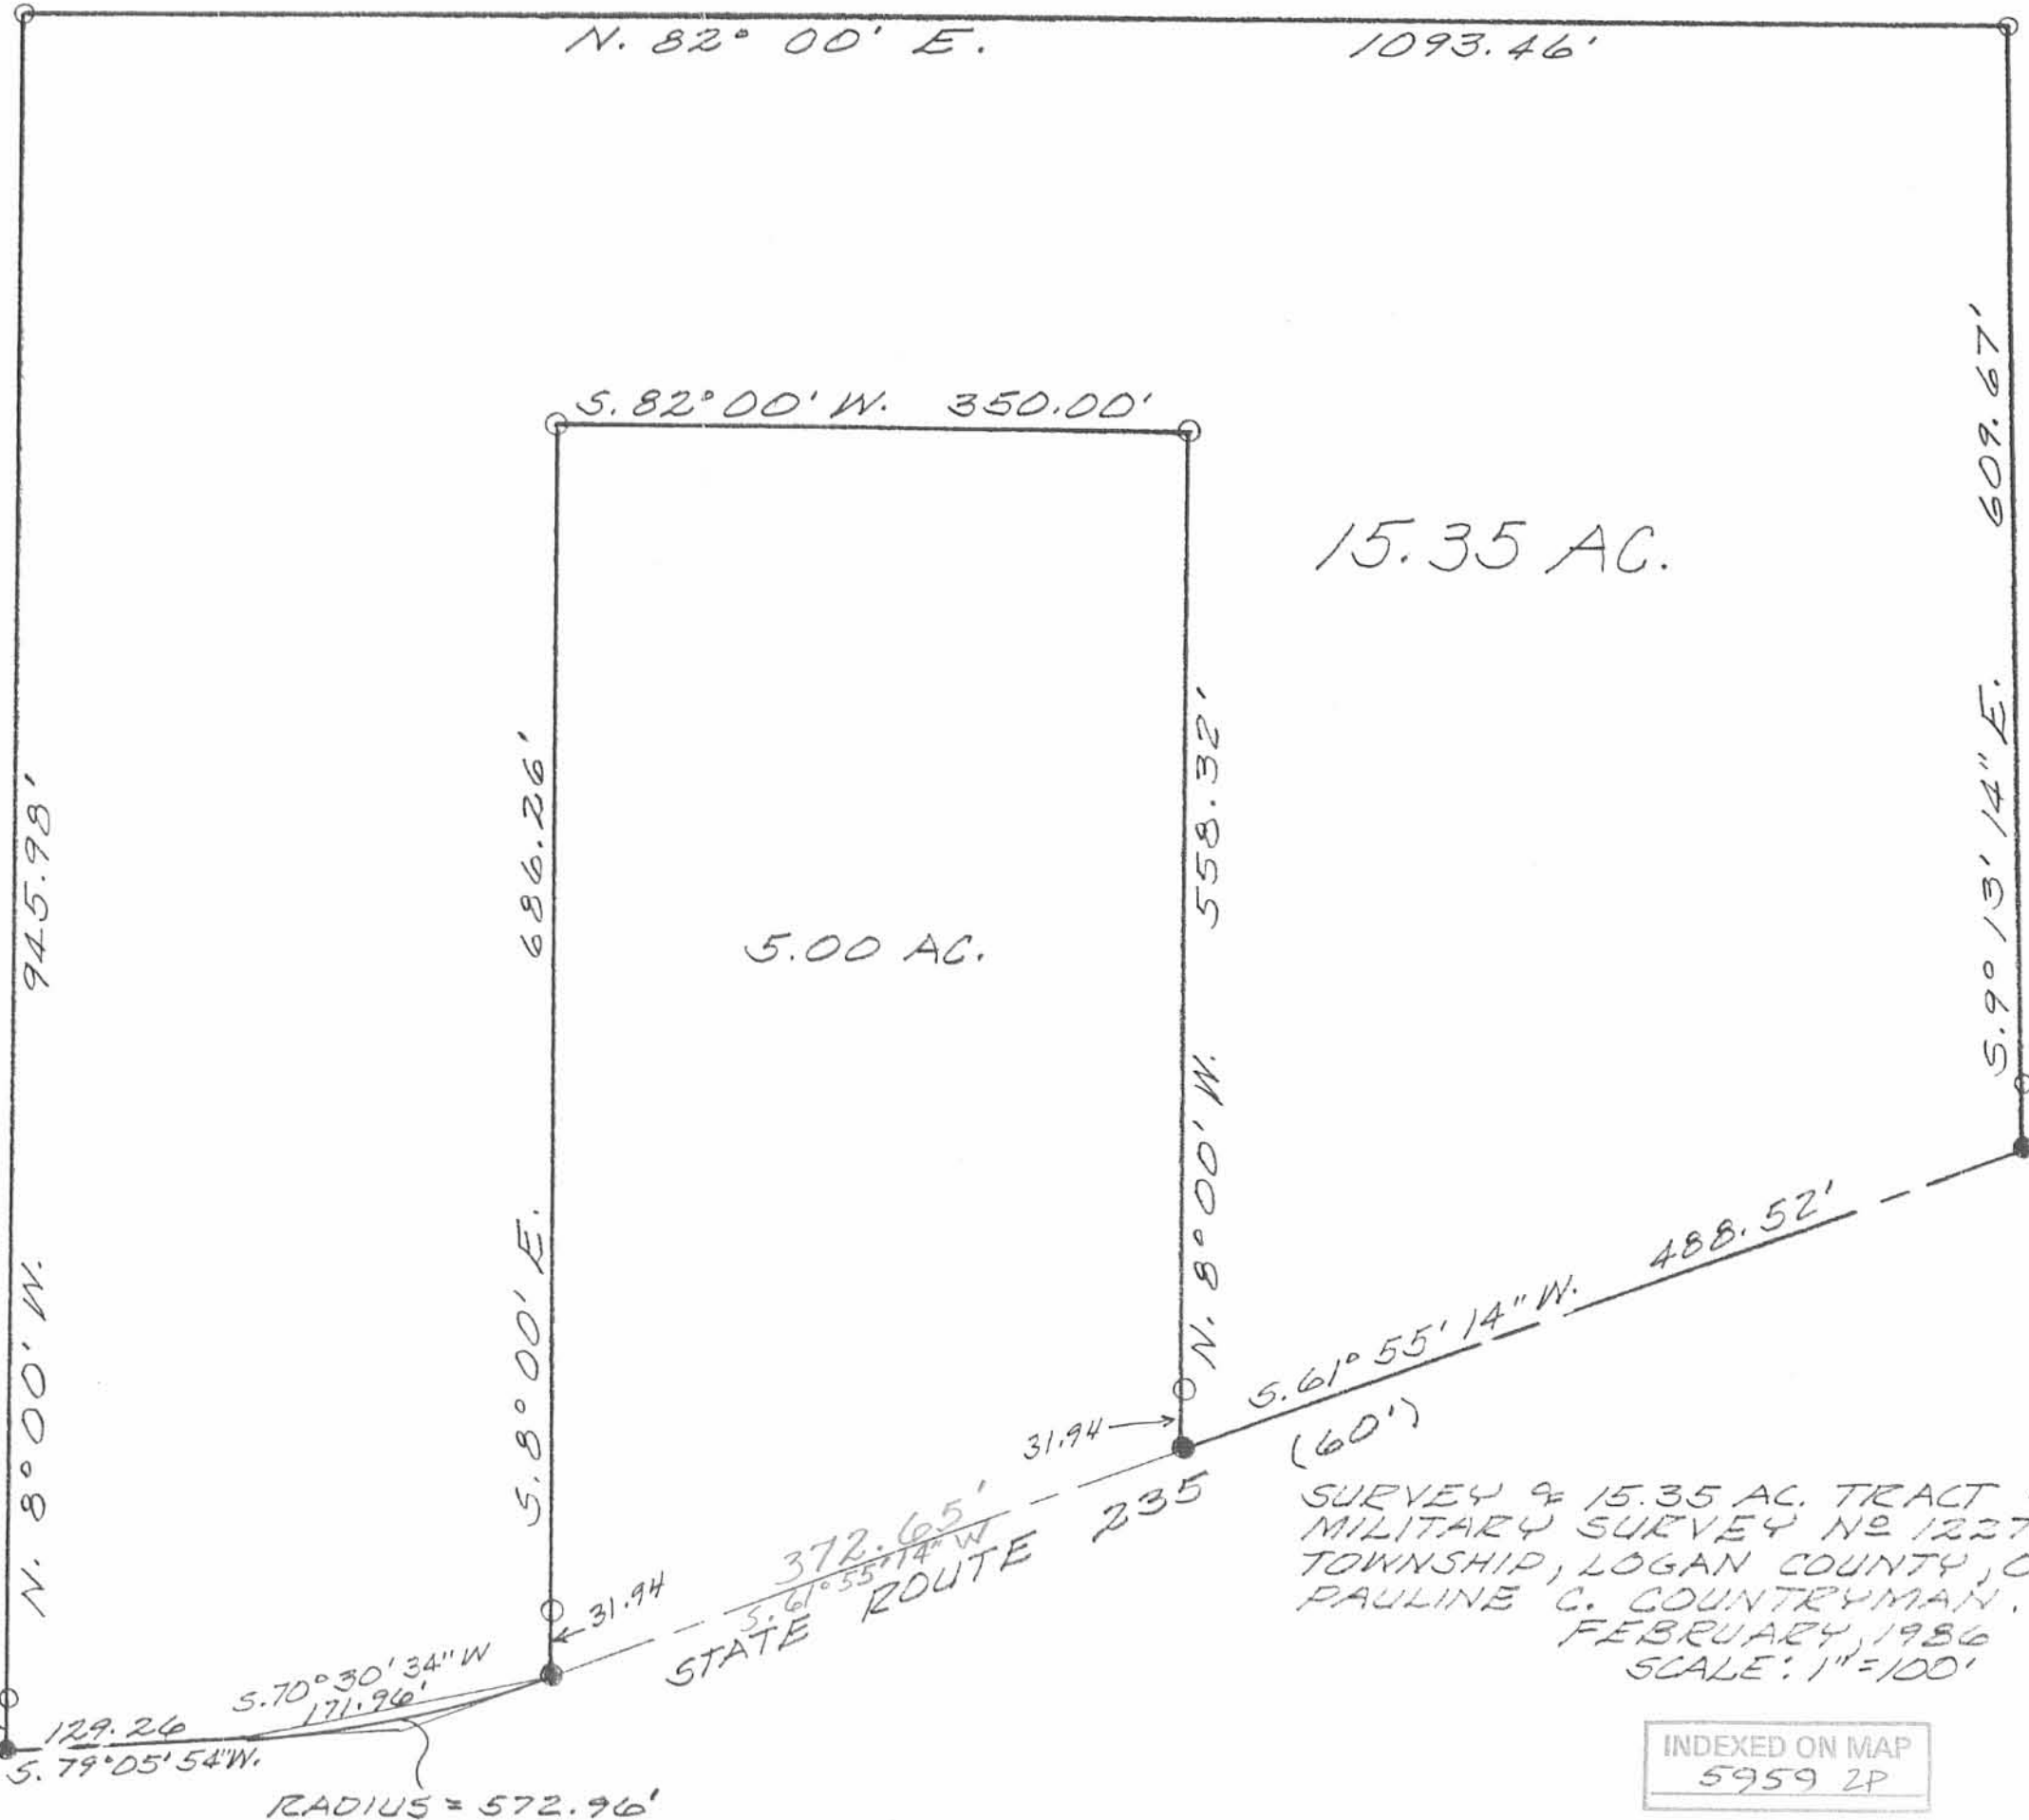 N. 82° 00' E. 1093.46'
S. 82° 00' W. 350.00'
15.35 AC.
609.67'
S. 9° 13' 14" E.
945.98'
N. 8° 00' W.
686.26'
S. 8° 00' E.
558.32'
N. 8° 00' W.
5.00 AC.
488.52'
S. 61° 55' 14" W.
(60')
31.94
31.94
372.65'
S. 61° 55' 14" W
STATE ROUTE 235
S. 70° 30' 34" W
171.96'
129.26
S. 79° 05' 54" W.
RADIUS = 572.96'
SURVEY OF 15.35 AC. TRACT
MILITARY SURVEY Nº 1227
TOWNSHIP, LOGAN COUNTY, O
PAULINE C. COUNTRYMAN.
FEBRUARY, 1986
SCALE: 1" = 100'
INDEXED ON MAP
5959 2P